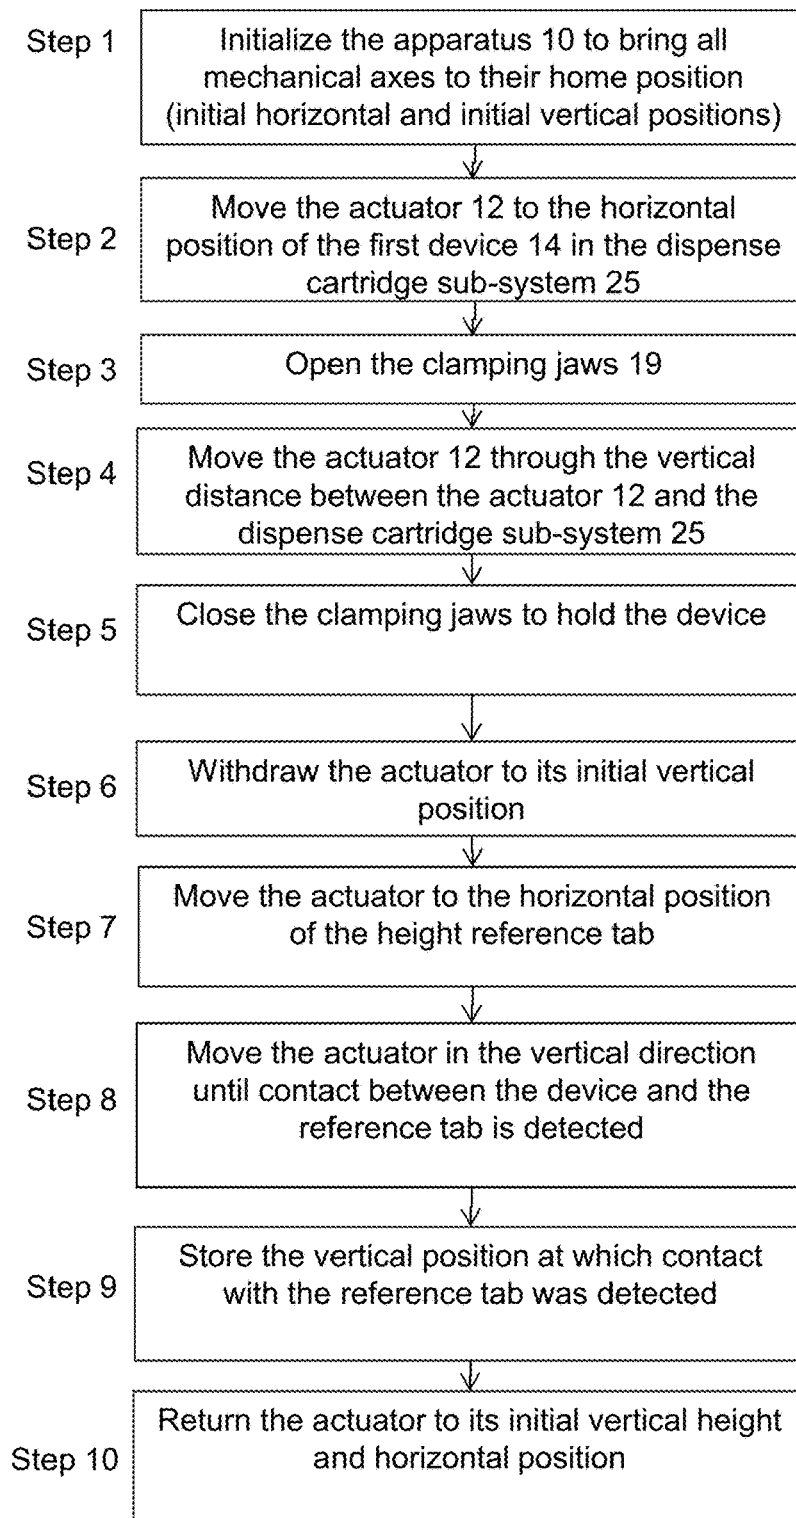 Step 1
Initialize the apparatus 10 to bring all
mechanical axes to their home position
(initial horizontal and initial vertical positions)
Step 2
Move the actuator 12 to the horizontal
position of the first device 14 in the dispense
cartridge sub-system 25
Step 3
Open the clamping jaws 19
Step 4
Move the actuator 12 through the vertical
distance between the actuator 12 and the
dispense cartridge sub-system 25
Step 5
Close the clamping jaws to hold the device
Step 6
Withdraw the actuator to its initial vertical
position
Step 7
Move the actuator to the horizontal position
of the height reference tab
Step 8
Move the actuator in the vertical direction
until contact between the device and the
reference tab is detected
Step 9
Store the vertical position at which contact
with the reference tab was detected
Step 10
Return the actuator to its initial vertical height
and horizontal position